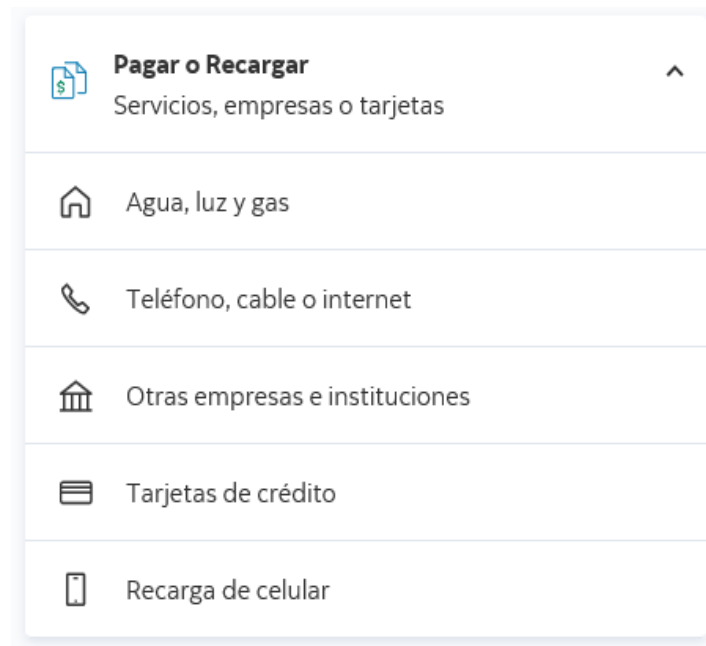 Pagar o Recargar
Servicios, empresas o tarjetas
Agua, luz y gas
Teléfono, cable o internet
Otras empresas e instituciones
Tarjetas de crédito
Recarga de celular